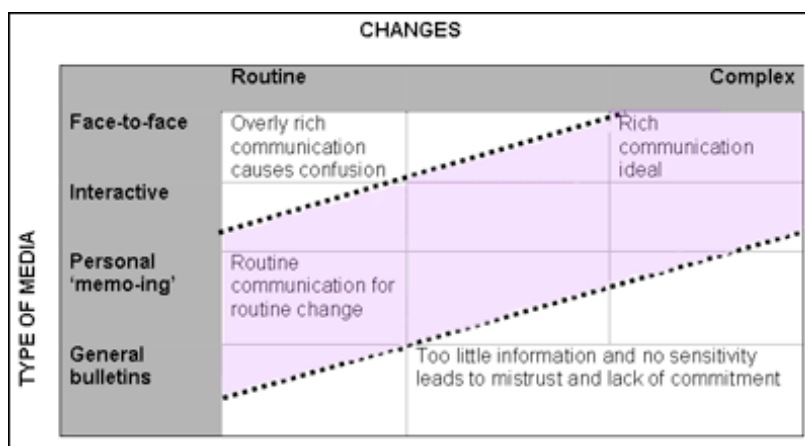 CHANGES
Routine
Complex
Face-to-face
Overly rich
communication
causes confusion
Rich
communication
ideal
Interactive
TYPE OF MEDIA
Personal
'memo-ing'
Routine
communication for
routine change
General
bulletins
Too little information and no sensitivity
leads to mistrust and lack of commitment